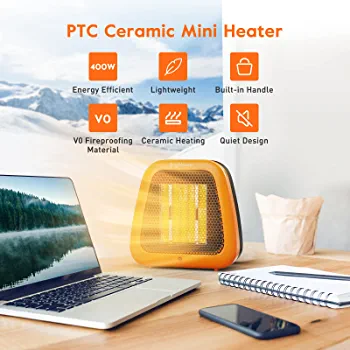 PTC Ceramic Mini Heater
400W
Energy Efficient
Lightweight
Built-in Handle
V0
V0 Fireproofing
Material
Ceramic Heating
Quiet Design